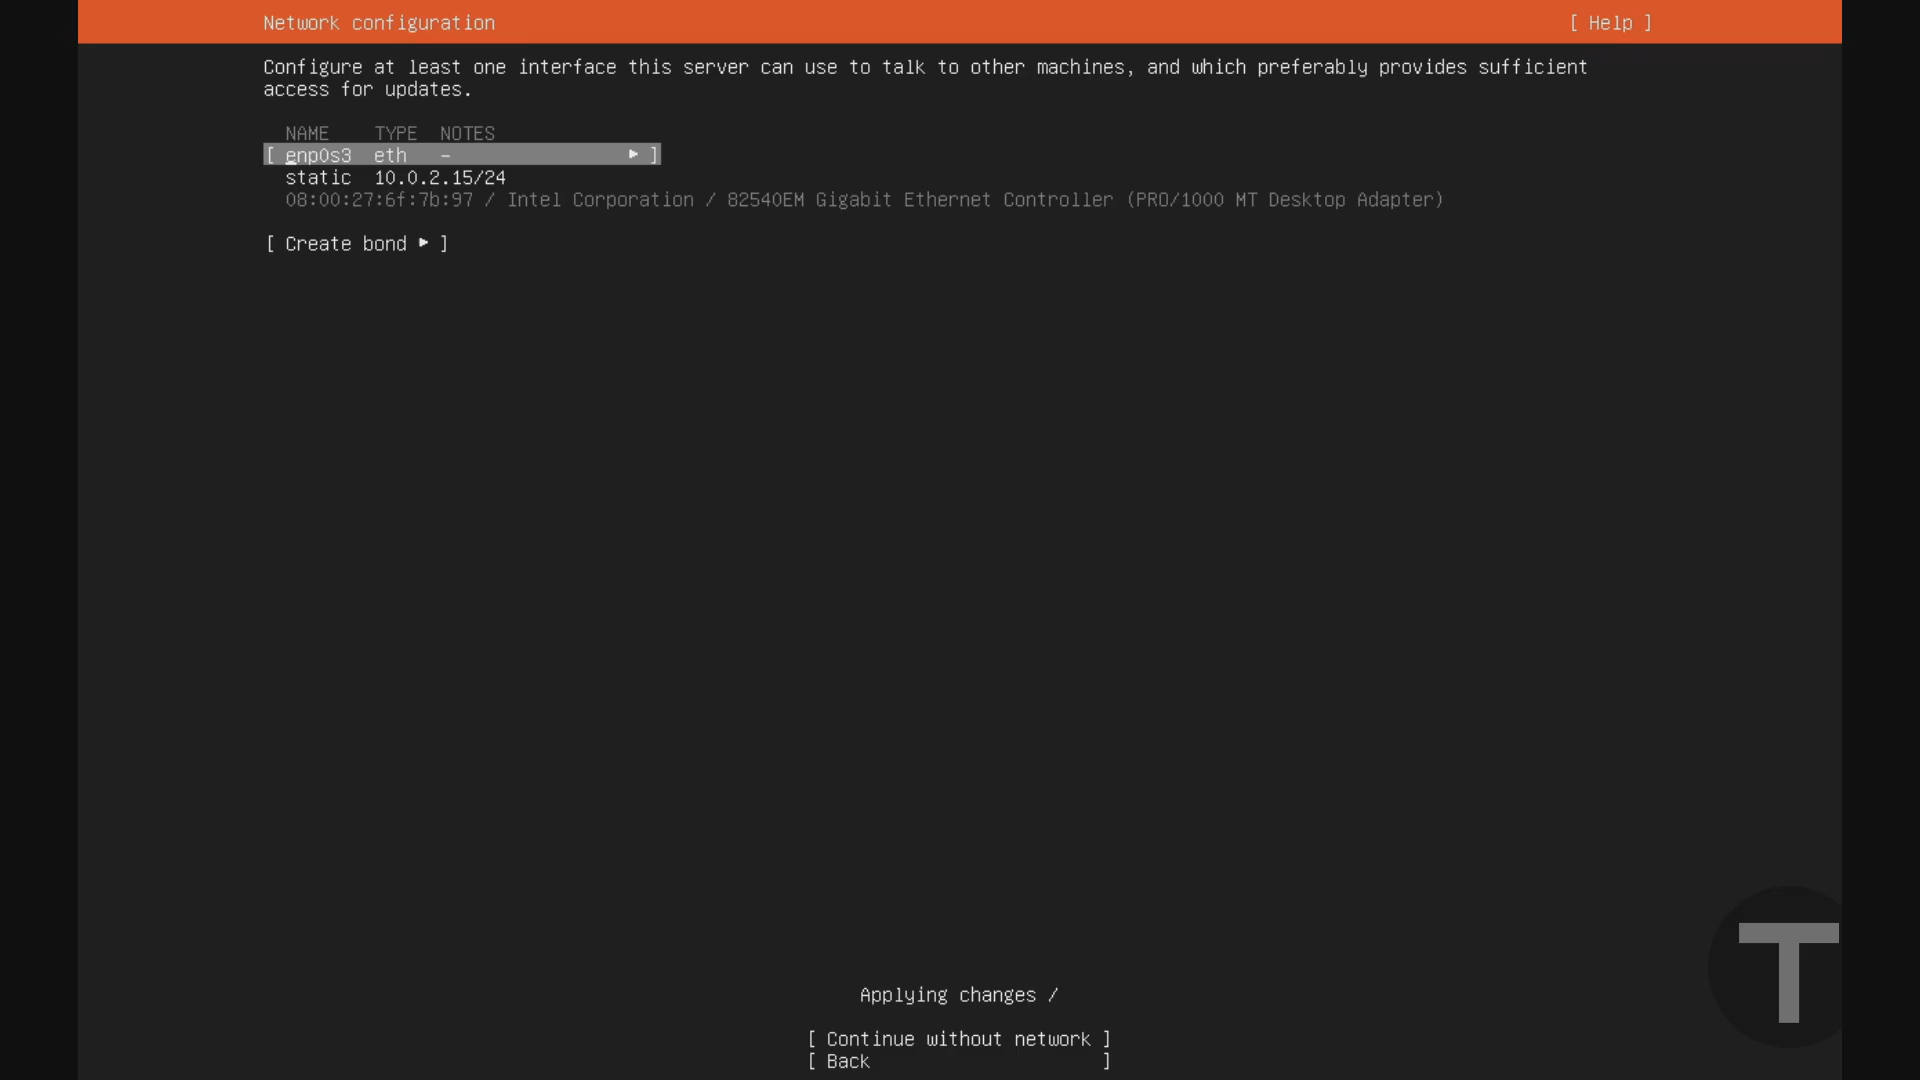 Network configuration [ Help ]
Configure at least one interface this server can use to talk to other machines, and which preferably provides sufficient
access for updates.
NAME TYPE NOTES
[ enp0s3 eth - ▸ ]
static 10.0.2.15/24
08:00:27:6f:7b:97 / Intel Corporation / 82540EM Gigabit Ethernet Controller (PRO/1000 MT Desktop Adapter)
[ Create bond ▸ ]
Applying changes /
[ Continue without network ]
[ Back ]
T